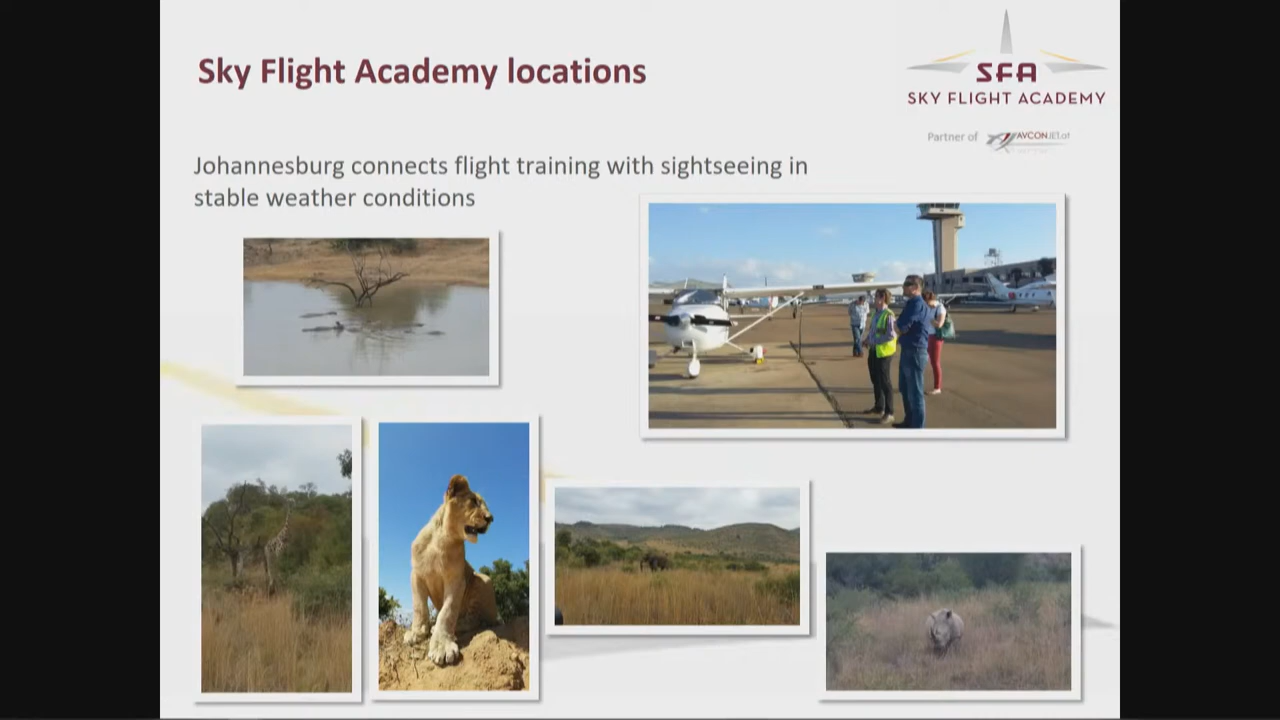 Sky Flight Academy locations
SFA
SKY FLIGHT ACADEMY
Partner of AVCONJET.at
Johannesburg connects flight training with sightseeing in
stable weather conditions